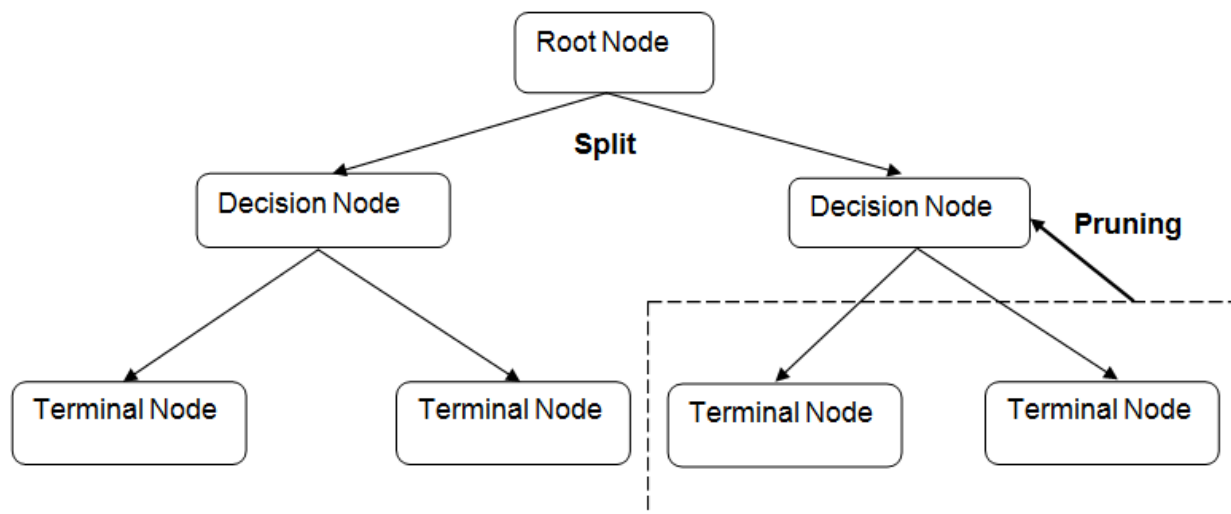 Root Node
Split
Decision Node
Decision Node
Pruning
Terminal Node
Terminal Node
Terminal Node
Terminal Node